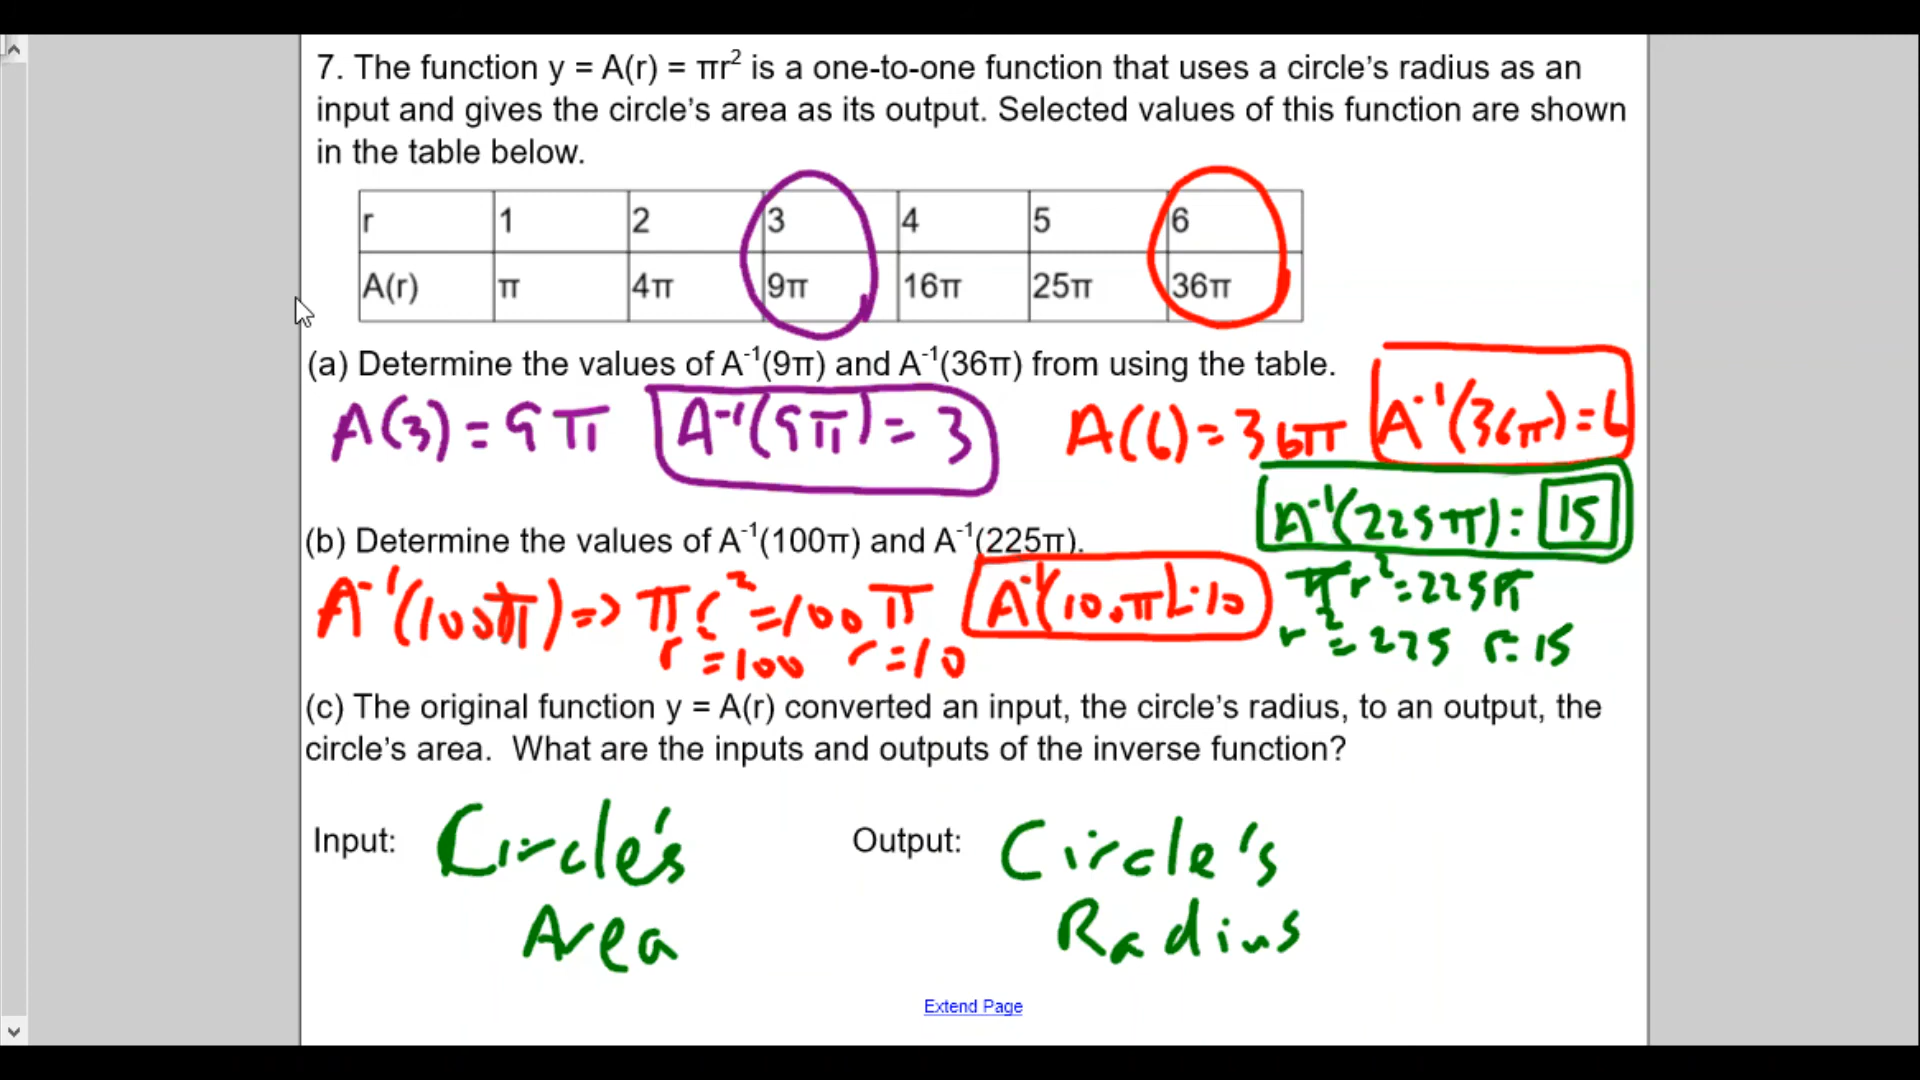 7. The function y = A(r) = πr² is a one-to-one function that uses a circle's radius as an
input and gives the circle's area as its output. Selected values of this function are shown
in the table below.
r 1 2 3 4 5 6
A(r) π 4π 9π 16π 25π 36π
(a) Determine the values of A⁻¹(9π) and A⁻¹(36π) from using the table.
A(3) = 9π A⁻¹(9π) = 3 A(6) = 36π A⁻¹(36π) = 6
A⁻¹(225π) = 15
(b) Determine the values of A⁻¹(100π) and A⁻¹(225π).
A⁻¹(100π) => πr² = 100π A⁻¹(100π) = 10 πr² = 225π
r² = 100 r = 10 r² = 225 r = 15
(c) The original function y = A(r) converted an input, the circle's radius, to an output, the
circle's area. What are the inputs and outputs of the inverse function?
Input: Circle's Output: Circle's
Area Radius
Extend Page